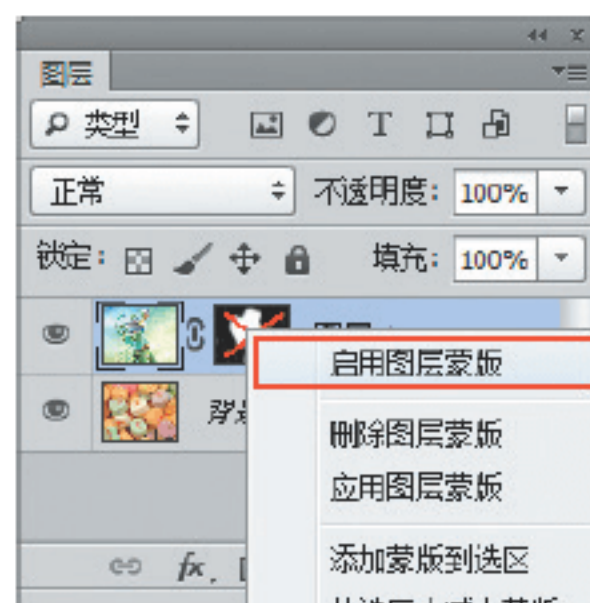 图层
类型
T
正常
不透明度：100%
锁定：
填充：100%
启用图层蒙版
删除图层蒙版
应用图层蒙版
添加蒙版到选区
fx